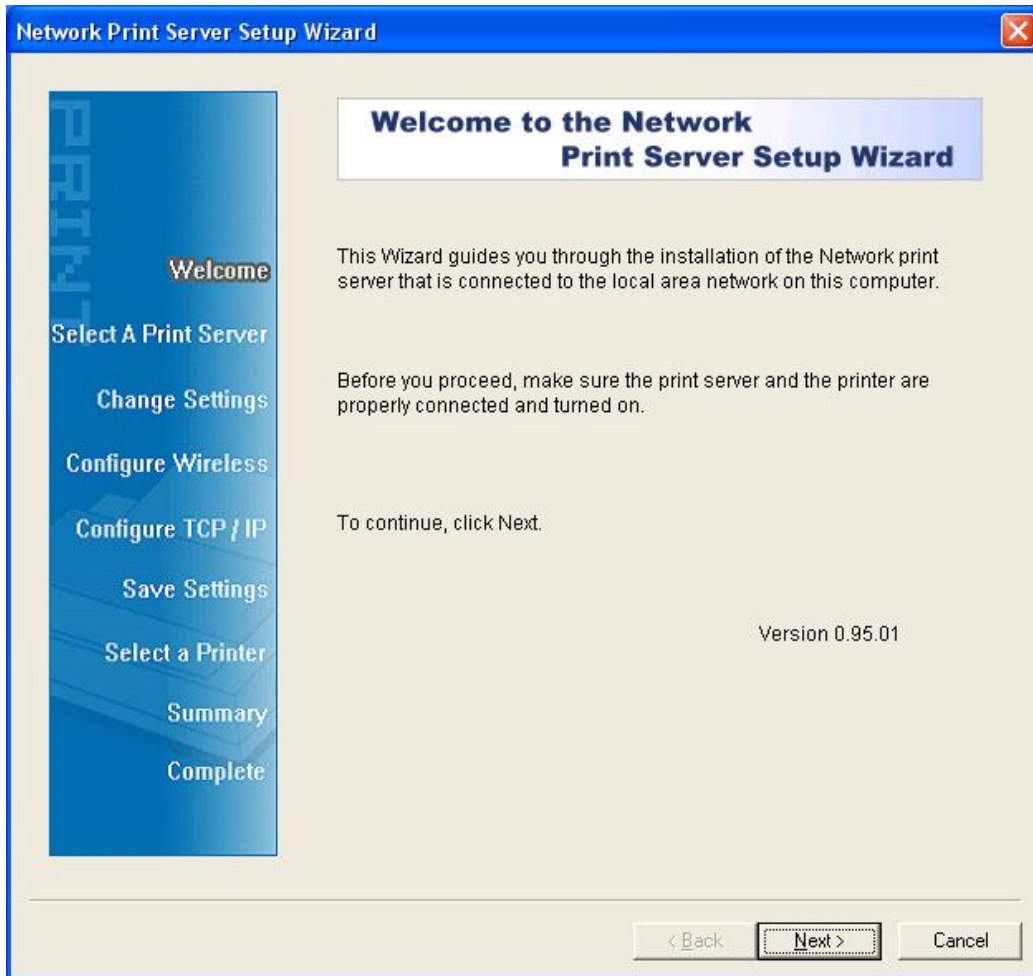 Network Print Server Setup Wizard
PRINT
Welcome
Select A Print Server
Change Settings
Configure Wireless
Configure TCP / IP
Save Settings
Select a Printer
Summary
Complete
Welcome to the Network
Print Server Setup Wizard
This Wizard guides you through the installation of the Network print
server that is connected to the local area network on this computer.
Before you proceed, make sure the print server and the printer are
properly connected and turned on.
To continue, click Next.
Version 0.95.01
< Back
Next >
Cancel